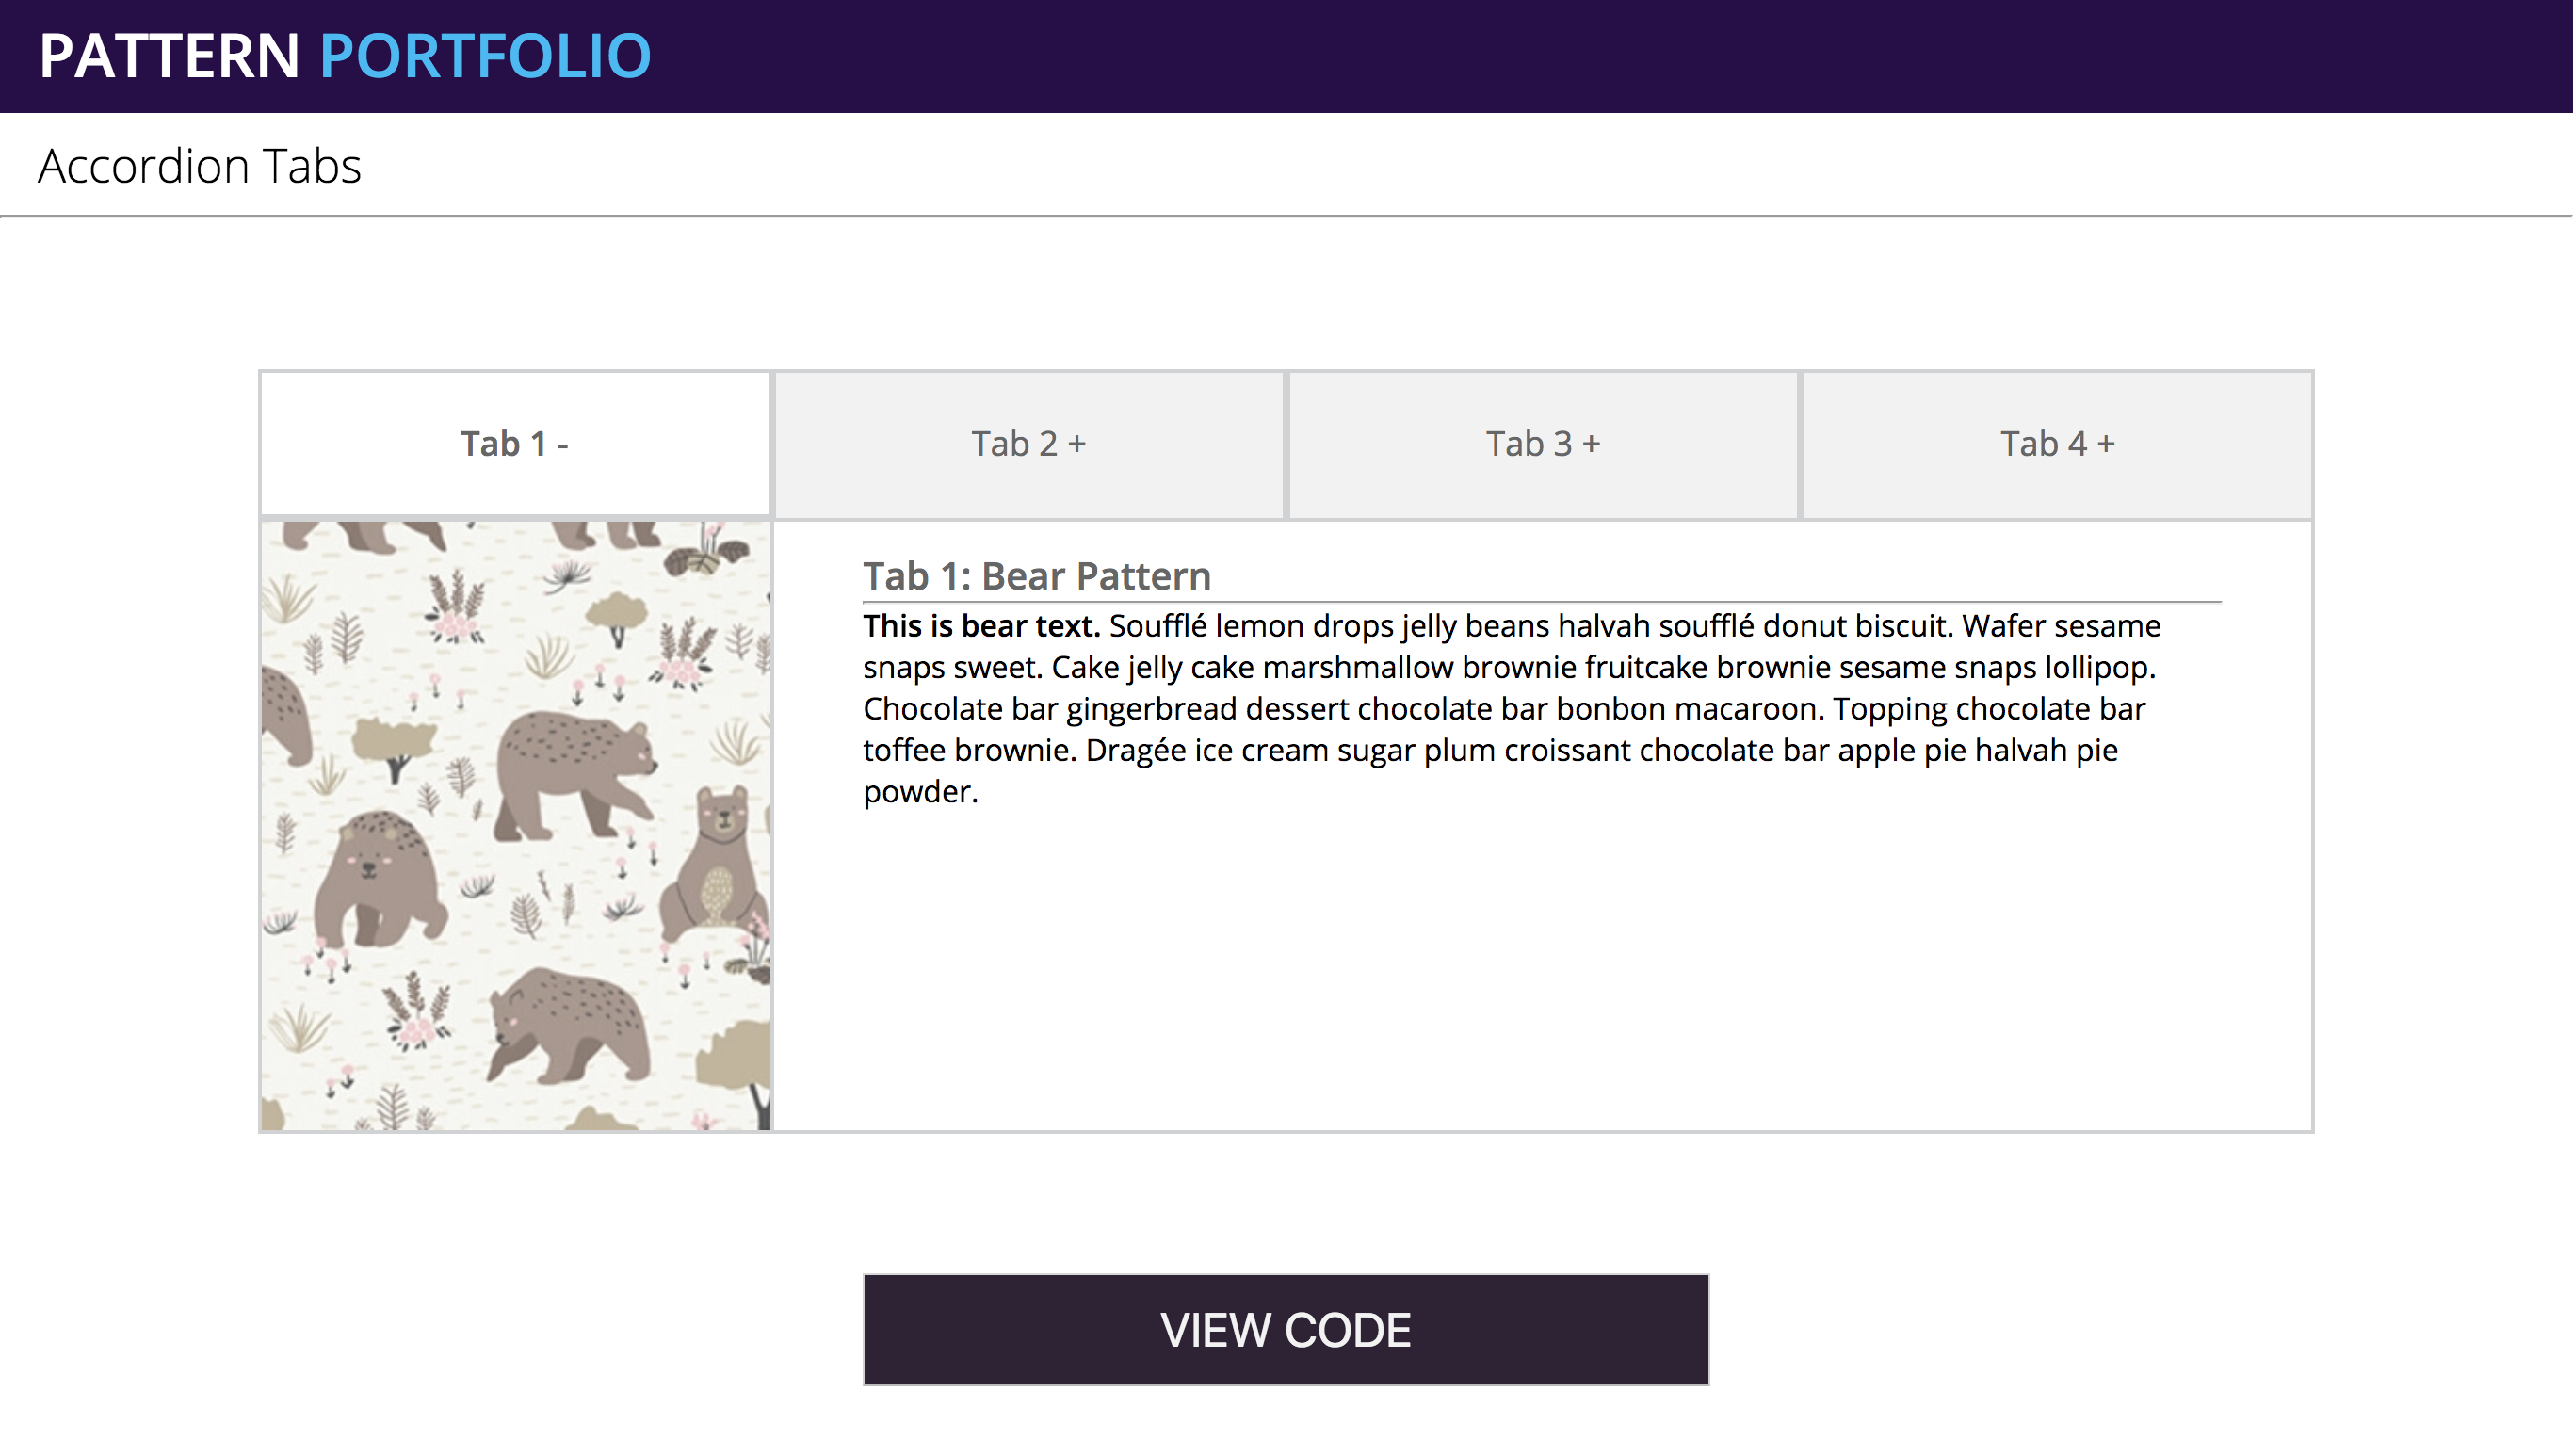 PATTERN PORTFOLIO
Accordion Tabs
Tab 1 -
Tab 2 +
Tab 3 +
Tab 4 +
Tab 1: Bear Pattern
This is bear text. Soufflé lemon drops jelly beans halvah soufflé donut biscuit. Wafer sesame
snaps sweet. Cake jelly cake marshmallow brownie fruitcake brownie sesame snaps lollipop.
Chocolate bar gingerbread dessert chocolate bar bonbon macaroon. Topping chocolate bar
toffee brownie. Dragée ice cream sugar plum croissant chocolate bar apple pie halvah pie
powder.
VIEW CODE